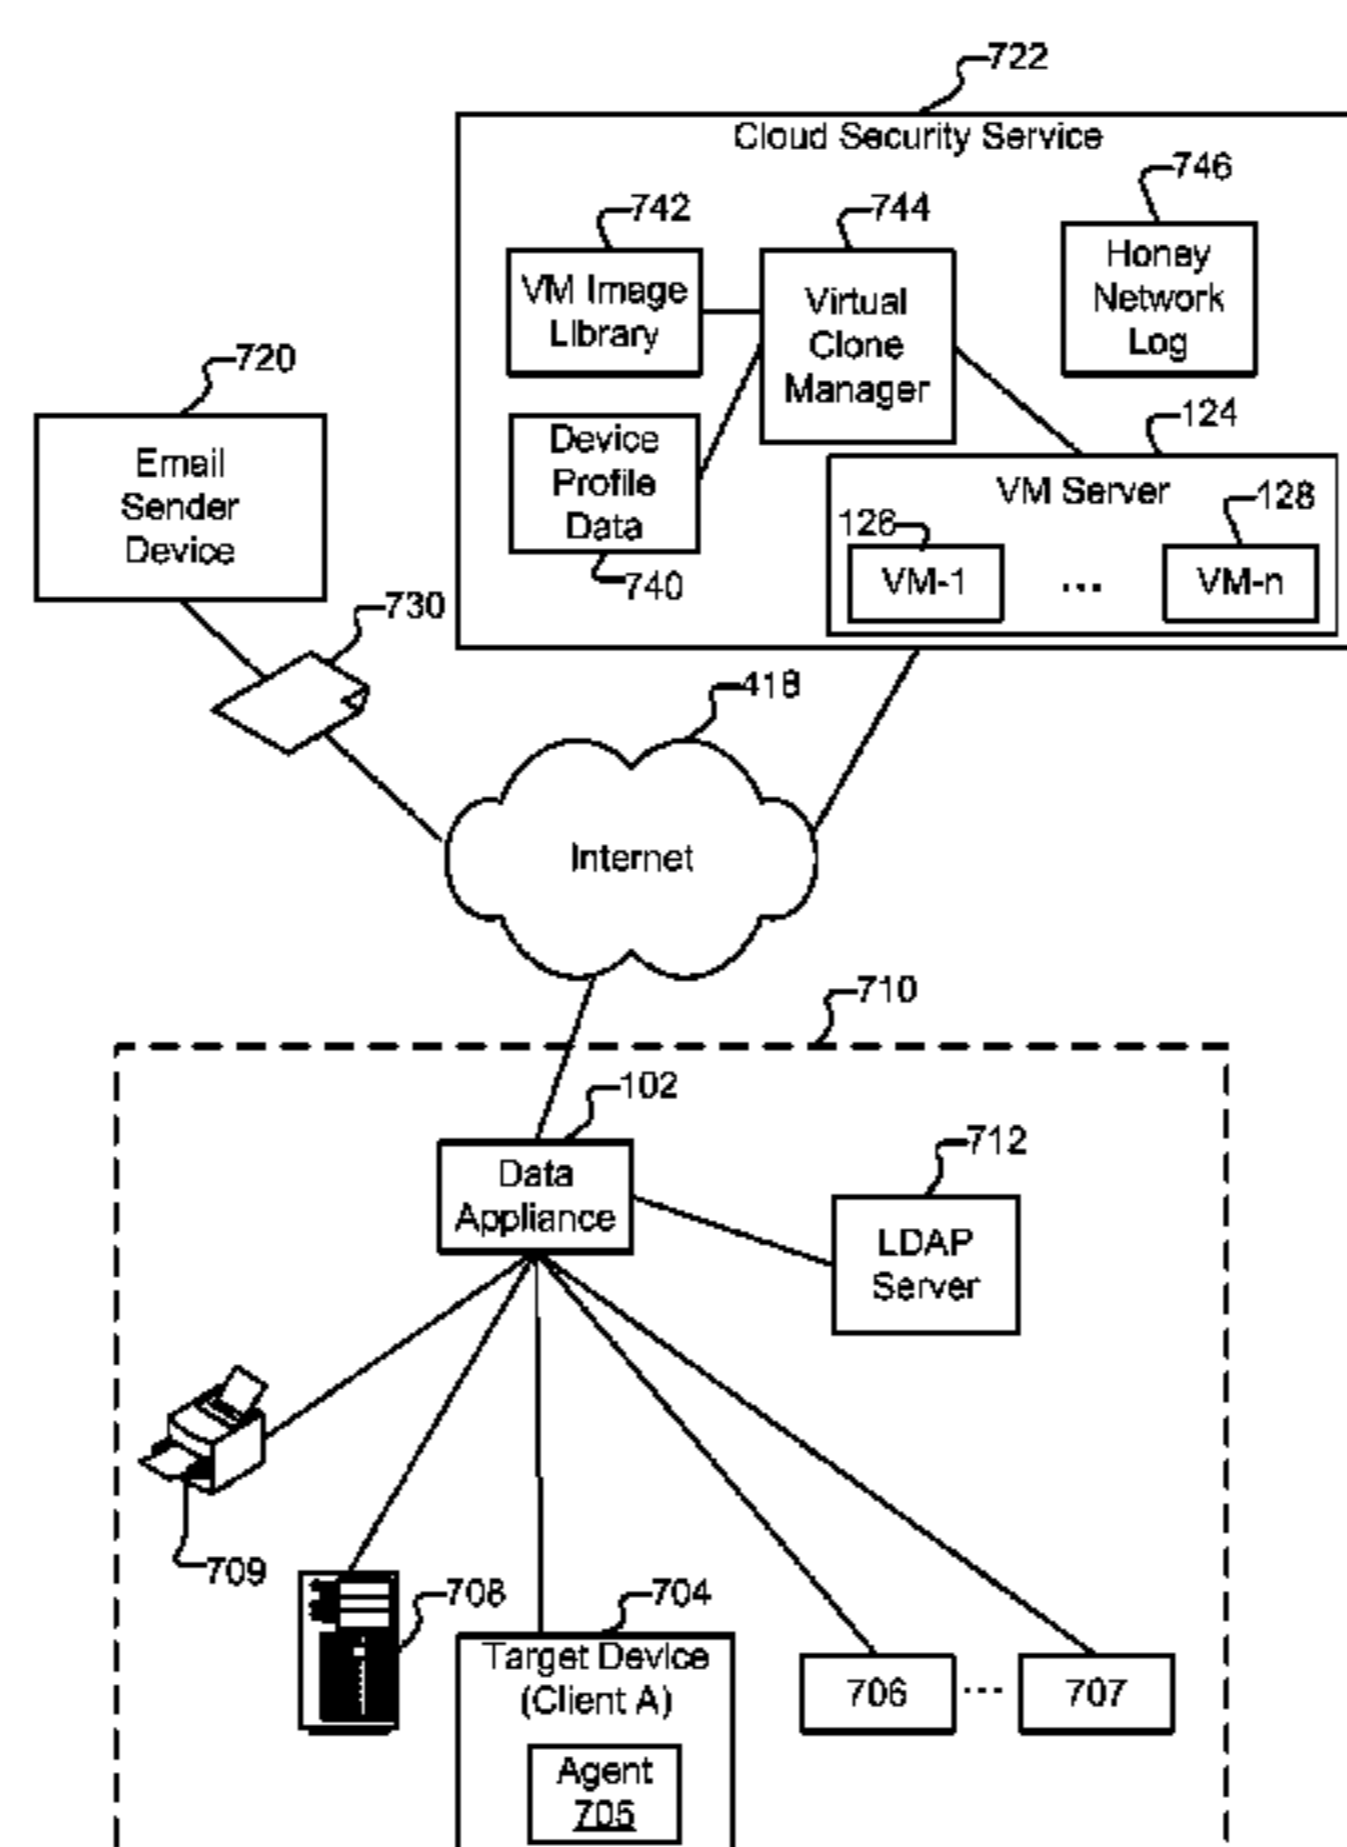 722
Cloud Security Service
746
742
744
Honey
Network
Log
VM Image
Library
Virtual
Clone
Manager
720
124
Email
Sender
Device
Device
Profile
Data
VM Server
128
126
VM-1
...
VM-n
740
730
418
Internet
710
102
712
Data
Appliance
LDAP
Server
709
708
704
Target Device
(Client A)
706
...
707
Agent
705